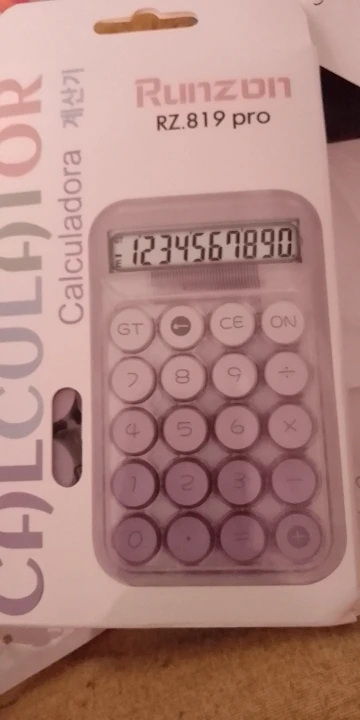 Runzon
RZ.819 pro
CALCULATOR
Calculadora 계산기
1234567890
GT CE ON
7 8 9 ÷
4 5 6 ×
1 2 3 −
0 . = +